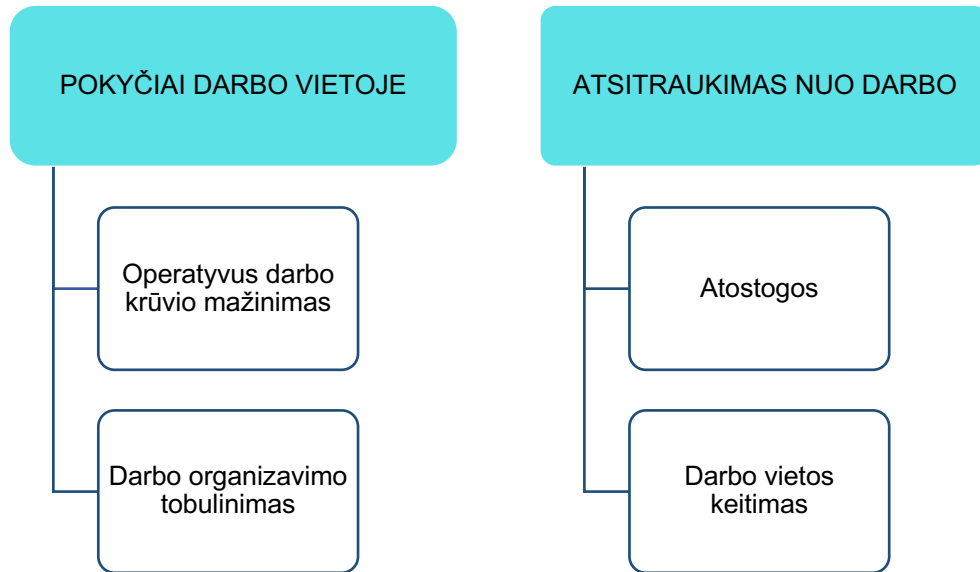 POKYČIAI DARBO VIETOJE
Operatyvus darbo
krūvio mažinimas
Darbo organizavimo
tobulinimas
ATSITRAUKIMAS NUO DARBO
Atostogos
Darbo vietos
keitimas